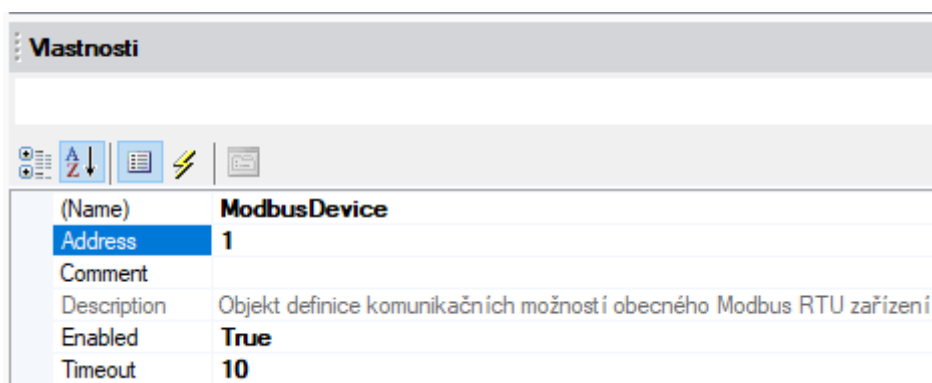 Vlastnosti
(Name) ModbusDevice
Address 1
Comment
Description Objekt definice komunikačních možností obecného Modbus RTU zařízení
Enabled True
Timeout 10